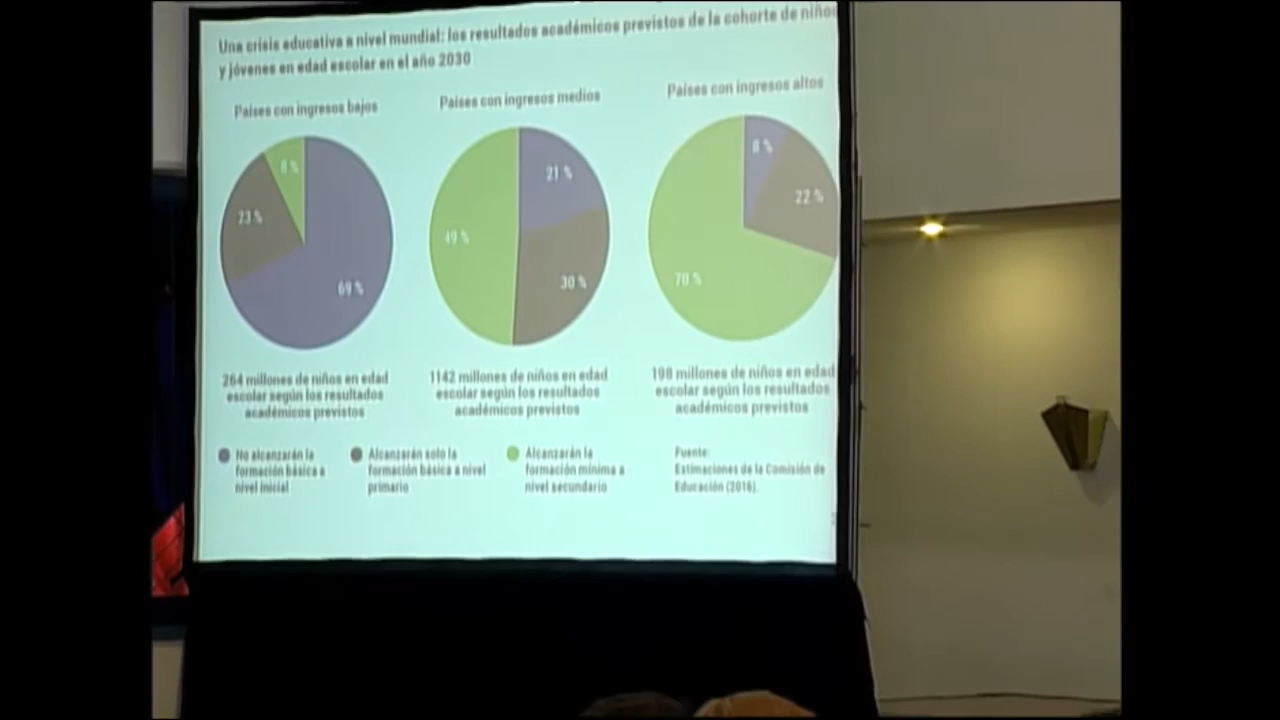 Una crisis educativa a nivel mundial: los resultados académicos previstos de la cohorte de niños
y jóvenes en edad escolar en el año 2030
Países con ingresos bajos
8 %
23 %
69 %
264 millones de niños en edad
escolar según los resultados
académicos previstos
Países con ingresos medios
21 %
49 %
30 %
1142 millones de niños en edad
escolar según los resultados
académicos previstos
Países con ingresos altos
8 %
22 %
70 %
198 millones de niños en edad
escolar según los resultados
académicos previstos
No alcanzarán la
formación básica a
nivel inicial
Alcanzarán solo la
formación básica a nivel
primario
Alcanzarán la
formación mínima a
nivel secundario
Fuente:
Estimaciones de la Comisión de
Educación (2016).